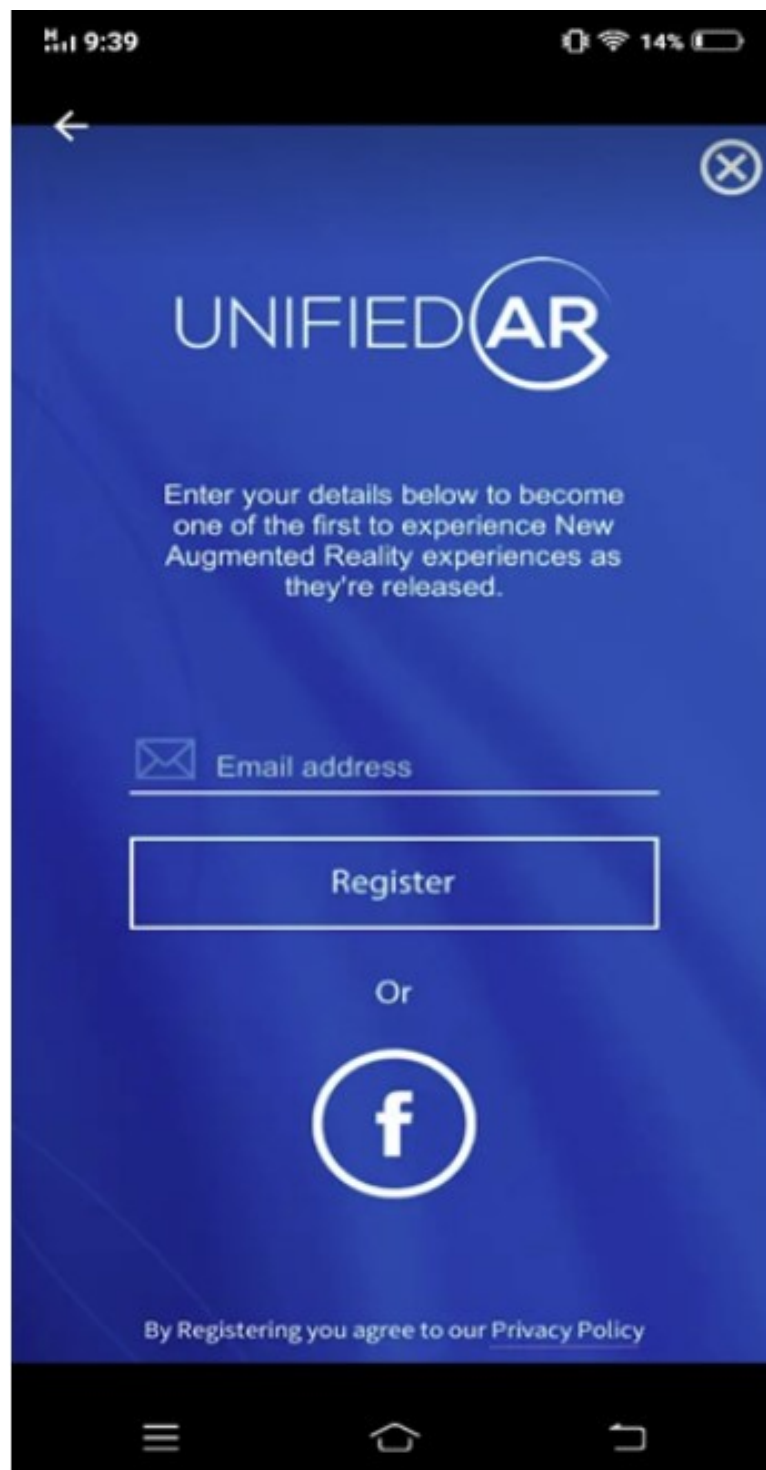 H 9:39 14%
UNIFIED AR
Enter your details below to become
one of the first to experience New
Augmented Reality experiences as
they're released.
Email address
Register
Or
f
By Registering you agree to our Privacy Policy